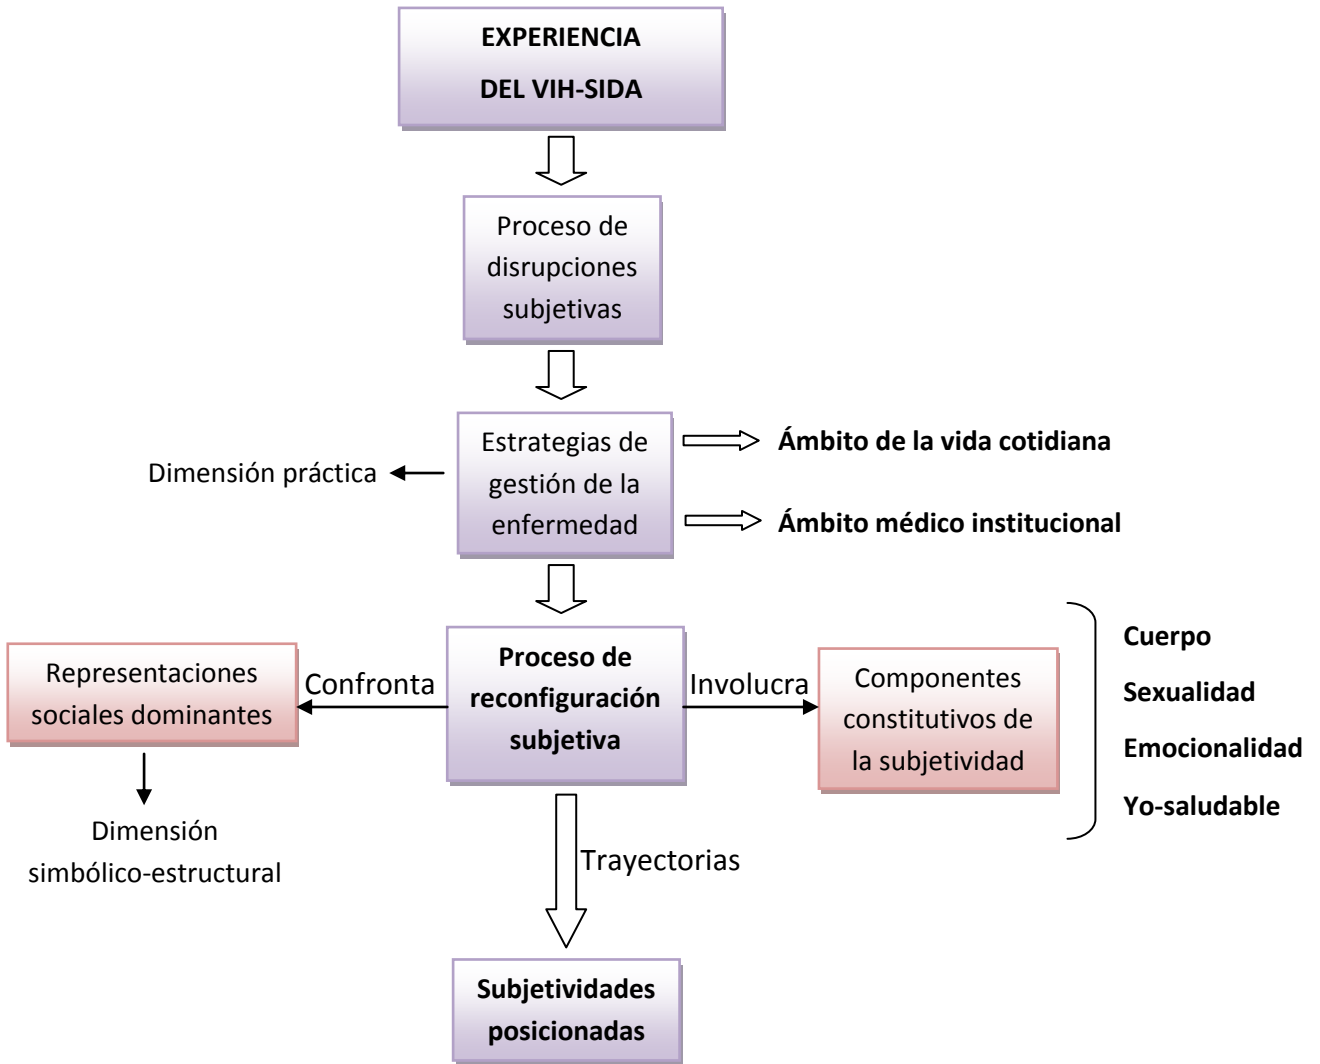 EXPERIENCIA
DEL VIH-SIDA
Proceso de
disrupciones
subjetivas
Estrategias de
gestión de la
enfermedad
Dimensión práctica
Ámbito de la vida cotidiana
Ámbito médico institucional
Representaciones
sociales dominantes
Confronta
Proceso de
reconfiguración
subjetiva
Involucra
Componentes
constitutivos de
la subjetividad
Cuerpo
Sexualidad
Emocionalidad
Yo-saludable
Dimensión
simbólico-estructural
Trayectorias
Subjetividades
posicionadas